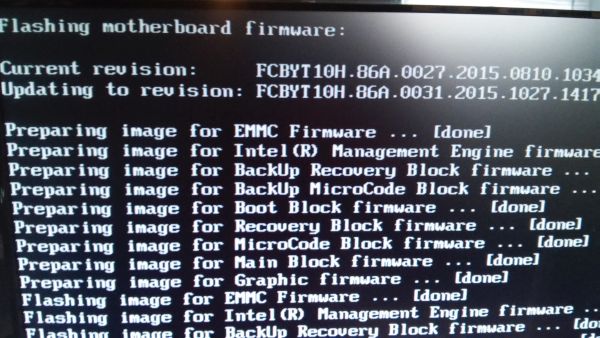 Flashing motherboard firmware:
Current revision: FCBYT10H.86A.0027.2015.0810.1034
Updating to revision: FCBYT10H.86A.0031.2015.1027.1417
Preparing image for EMMC Firmware ... [done]
Preparing image for Intel(R) Management Engine firmware
Preparing image for BackUp Recovery Block firmware ...
Preparing image for BackUp MicroCode Block firmware ...
Preparing image for Boot Block firmware ... [done]
Preparing image for Recovery Block firmware ... [done]
Preparing image for MicroCode Block firmware ... [done]
Preparing image for Main Block firmware ... [done]
Preparing image for Graphic firmware ... [done]
Flashing image for EMMC Firmware ... [done]
Flashing image for Intel(R) Management Engine firmware ..
Flashing image for BackUp Recovery Block firmware ... [do